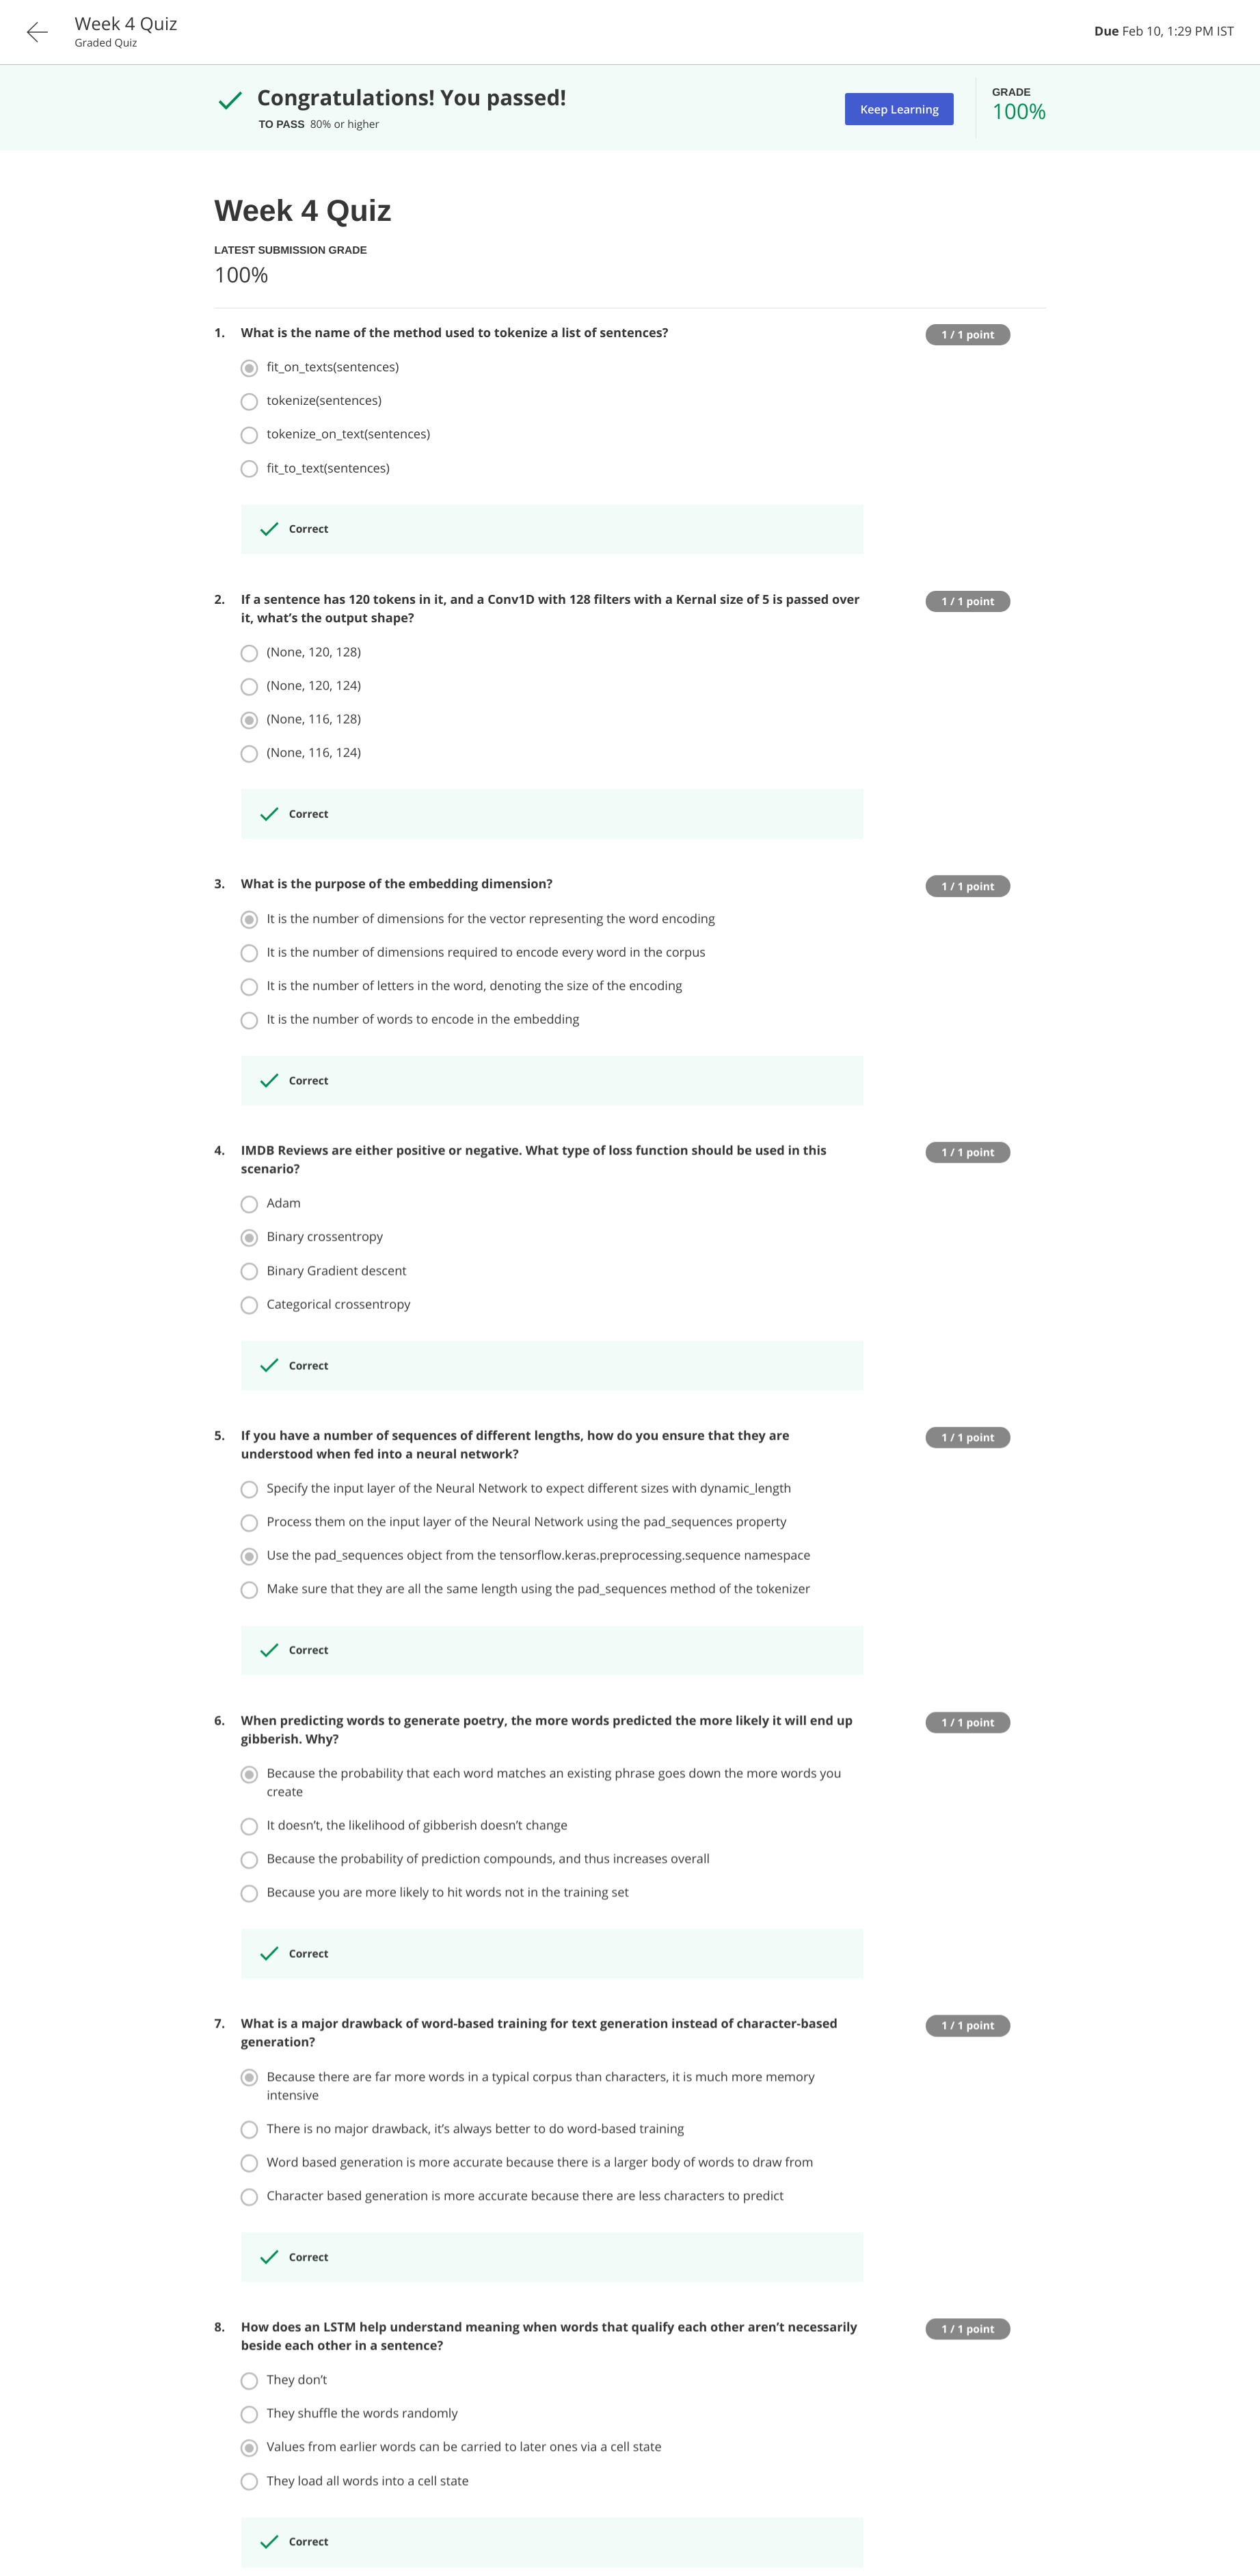 Week 4 Quiz
Graded Quiz
Due Feb 10, 1:29 PM IST
Congratulations! You passed!
TO PASS 80% or higher
Keep Learning
GRADE
100%
Week 4 Quiz
LATEST SUBMISSION GRADE
100%
1. What is the name of the method used to tokenize a list of sentences?
1 / 1 point
fit_on_texts(sentences)
tokenize(sentences)
tokenize_on_text(sentences)
fit_to_text(sentences)
Correct
2. If a sentence has 120 tokens in it, and a Conv1D with 128 filters with a Kernal size of 5 is passed over
it, what's the output shape?
1 / 1 point
(None, 120, 128)
(None, 120, 124)
(None, 116, 128)
(None, 116, 124)
Correct
3. What is the purpose of the embedding dimension?
1 / 1 point
It is the number of dimensions for the vector representing the word encoding
It is the number of dimensions required to encode every word in the corpus
It is the number of letters in the word, denoting the size of the encoding
It is the number of words to encode in the embedding
Correct
4. IMDB Reviews are either positive or negative. What type of loss function should be used in this
scenario?
1 / 1 point
Adam
Binary crossentropy
Binary Gradient descent
Categorical crossentropy
Correct
5. If you have a number of sequences of different lengths, how do you ensure that they are
understood when fed into a neural network?
1 / 1 point
Specify the input layer of the Neural Network to expect different sizes with dynamic_length
Process them on the input layer of the Neural Network using the pad_sequences property
Use the pad_sequences object from the tensorflow.keras.preprocessing.sequence namespace
Make sure that they are all the same length using the pad_sequences method of the tokenizer
Correct
6. When predicting words to generate poetry, the more words predicted the more likely it will end up
gibberish. Why?
1 / 1 point
Because the probability that each word matches an existing phrase goes down the more words you
create
It doesn't, the likelihood of gibberish doesn't change
Because the probability of prediction compounds, and thus increases overall
Because you are more likely to hit words not in the training set
Correct
7. What is a major drawback of word-based training for text generation instead of character-based
generation?
1 / 1 point
Because there are far more words in a typical corpus than characters, it is much more memory
intensive
There is no major drawback, it's always better to do word-based training
Word based generation is more accurate because there is a larger body of words to draw from
Character based generation is more accurate because there are less characters to predict
Correct
8. How does an LSTM help understand meaning when words that qualify each other aren't necessarily
beside each other in a sentence?
1 / 1 point
They don't
They shuffle the words randomly
Values from earlier words can be carried to later ones via a cell state
They load all words into a cell state
Correct